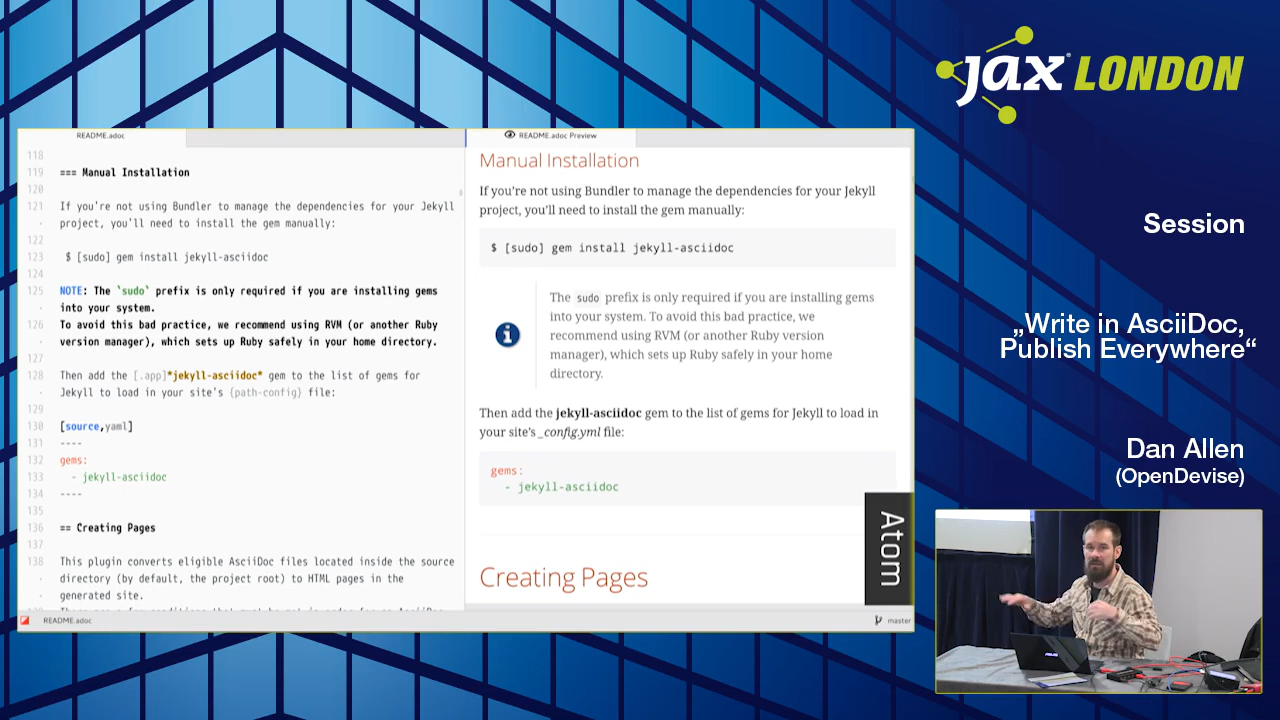 JAX LONDON
README.adoc
118
119 === Manual Installation
120
121 If you're not using Bundler to manage the dependencies for your Jekyll
· project, you'll need to install the gem manually:
122
123 $ [sudo] gem install jekyll-asciidoc
124
125 NOTE: The `sudo` prefix is only required if you are installing gems
· into your system.
126 To avoid this bad practice, we recommend using RVM (or another Ruby
· version manager), which sets up Ruby safely in your home directory.
127
128 Then add the [.app]*jekyll-asciidoc* gem to the list of gems for
· Jekyll to load in your site's {path-config} file:
129
130 [source,yaml]
131 ----
132 gems:
133 - jekyll-asciidoc
134 ----
135
136 == Creating Pages
137
138 This plugin converts eligible AsciiDoc files located inside the source
· directory (by default, the project root) to HTML pages in the
· generated site.
README.adoc
README.adoc Preview
Manual Installation
If you're not using Bundler to manage the dependencies for your Jekyll
project, you'll need to install the gem manually:
$ [sudo] gem install jekyll-asciidoc
The sudo prefix is only required if you are installing gems
into your system. To avoid this bad practice, we
recommend using RVM (or another Ruby version
manager), which sets up Ruby safely in your home
directory.
Then add the jekyll-asciidoc gem to the list of gems for Jekyll to load in
your site's _config.yml file:
gems:
- jekyll-asciidoc
Creating Pages
Atom
master
Session
„Write in AsciiDoc,
Publish Everywhere“
Dan Allen
(OpenDevise)
ASUS